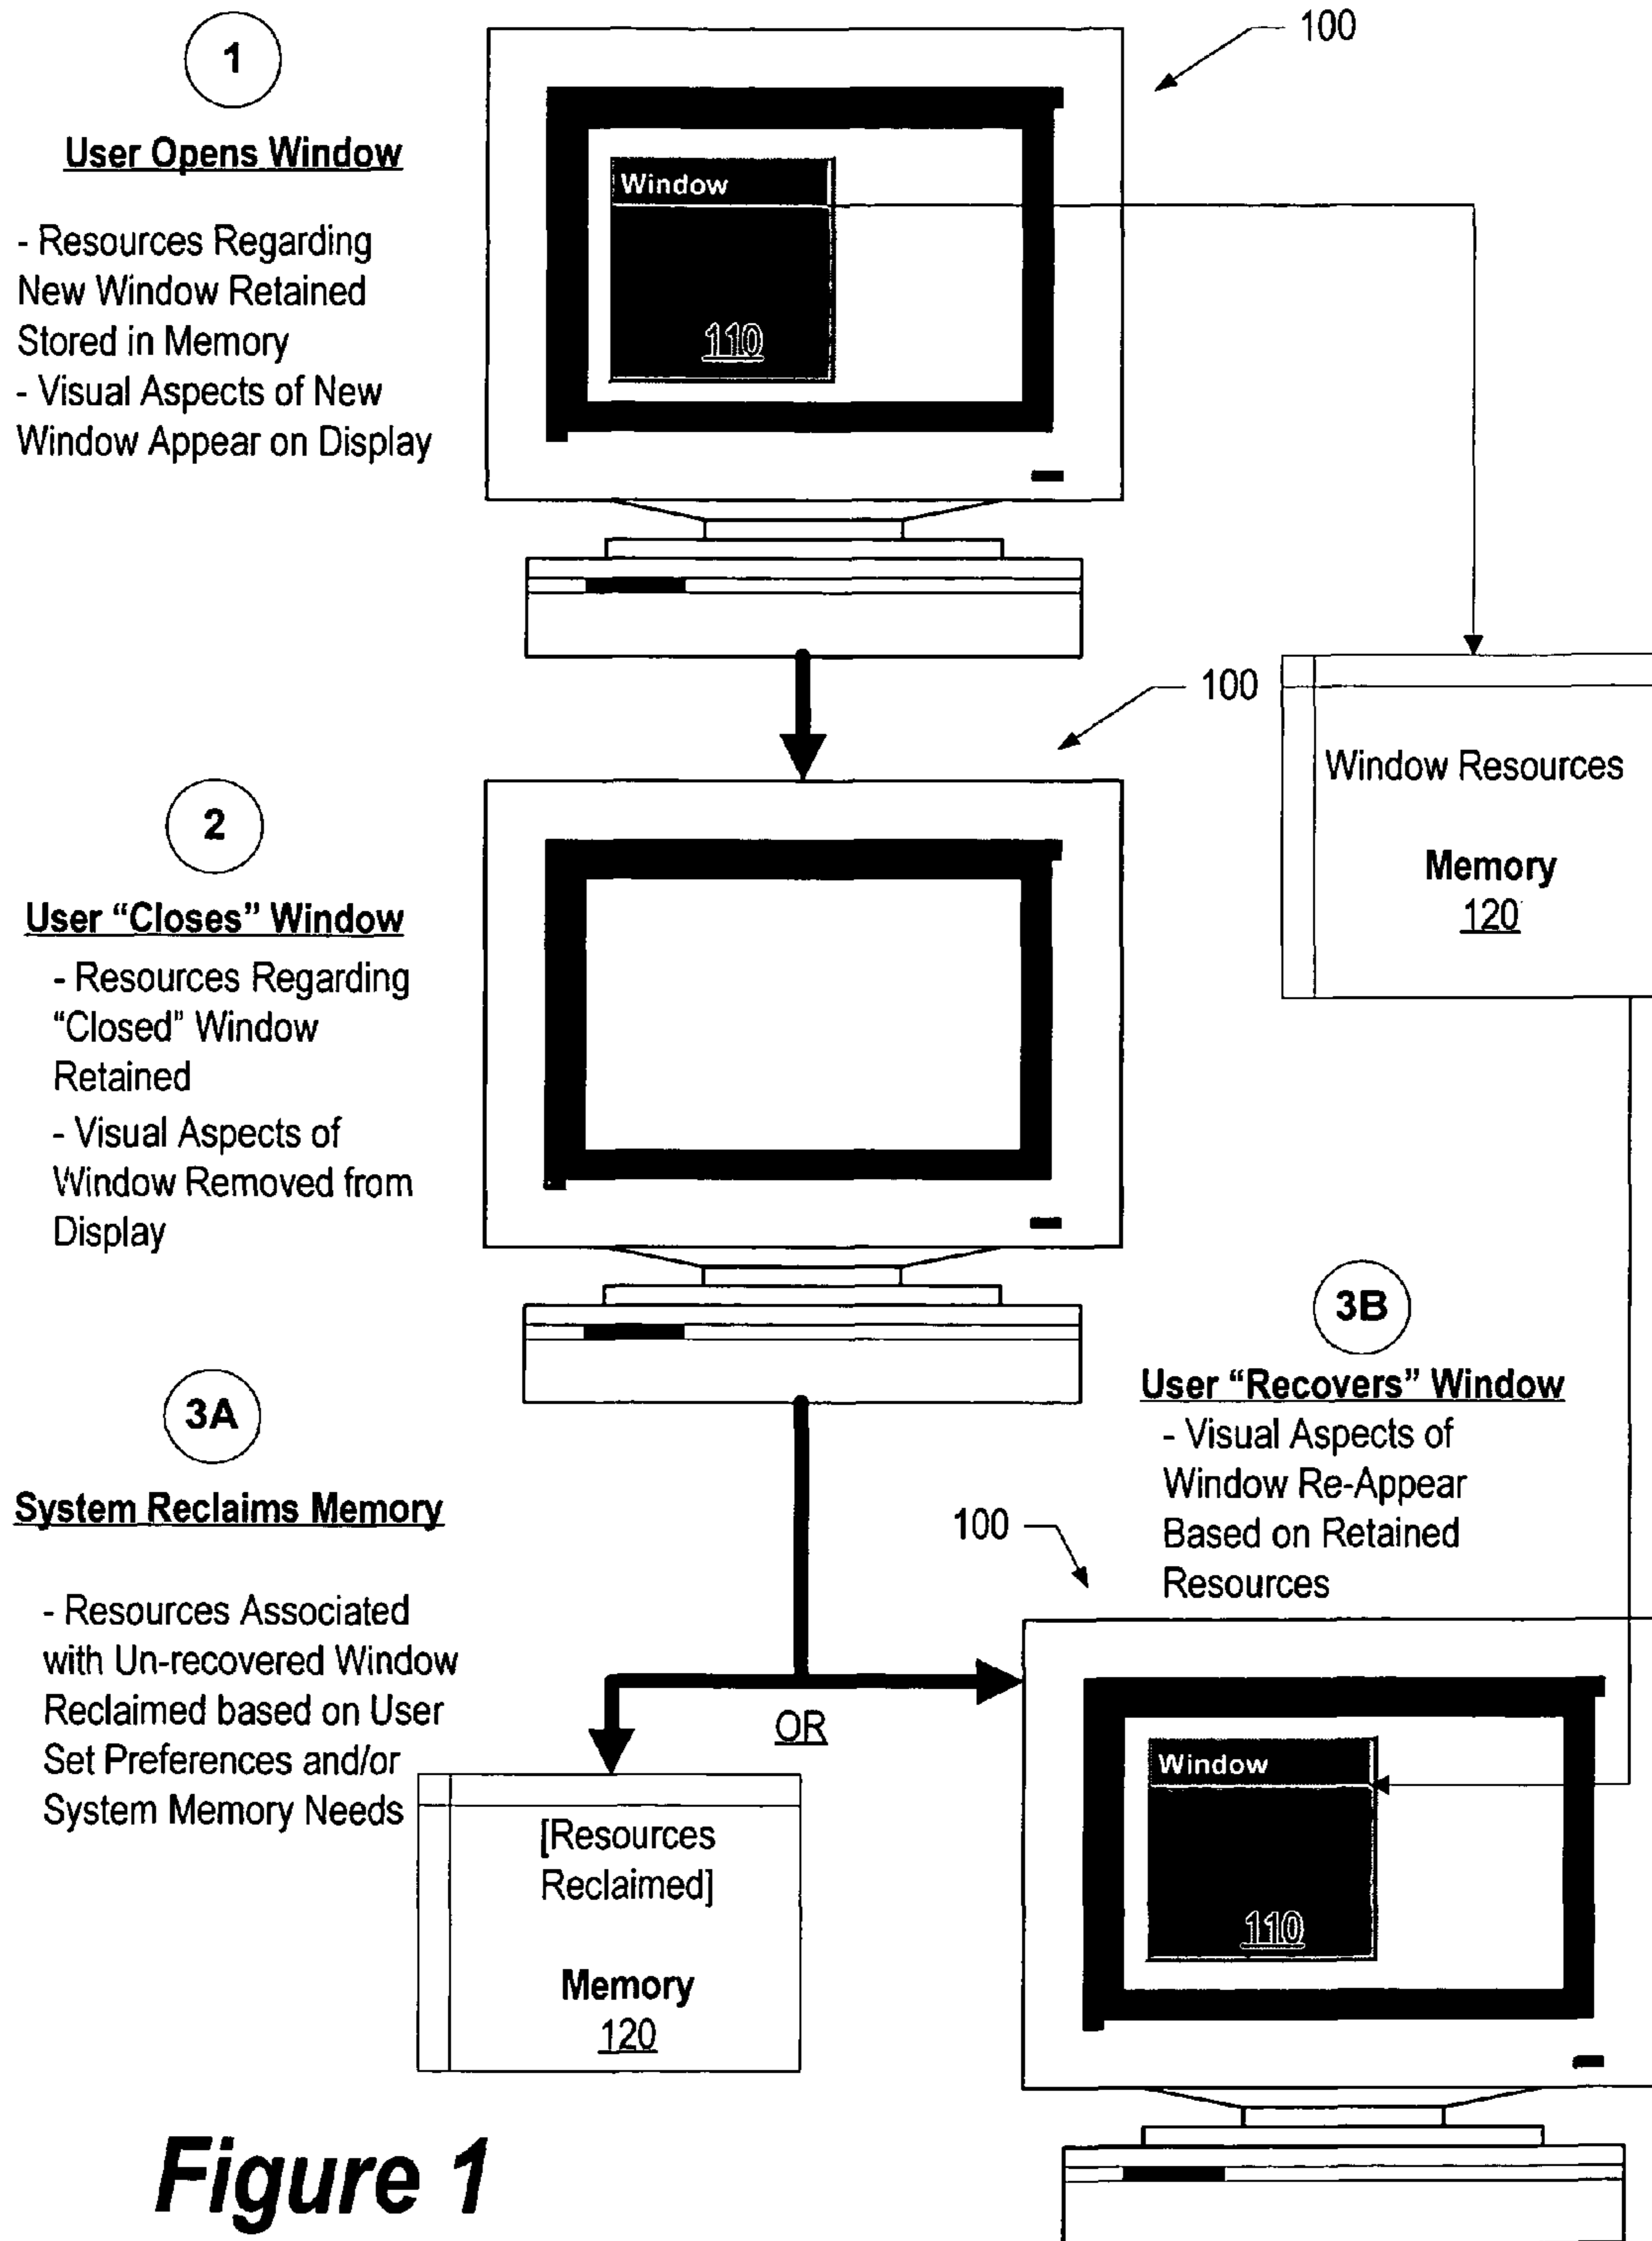 1
User Opens Window
- Resources Regarding
New Window Retained
Stored in Memory
- Visual Aspects of New
Window Appear on Display
100
Window
110
100
Window Resources
Memory
120
2
User “Closes” Window
- Resources Regarding
“Closed” Window
Retained
- Visual Aspects of
Window Removed from
Display
3A
System Reclaims Memory
- Resources Associated
with Un-recovered Window
Reclaimed based on User
Set Preferences and/or
System Memory Needs
OR
[Resources
Reclaimed]
Memory
120
3B
User “Recovers” Window
- Visual Aspects of
Window Re-Appear
Based on Retained
Resources
100
Window
110
Figure 1